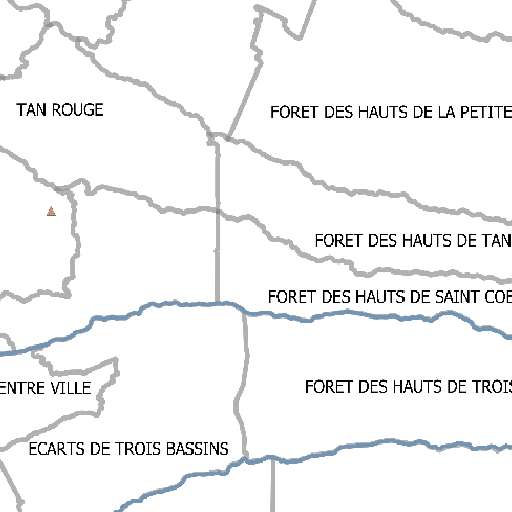 TAN ROUGE
FORET DES HAUTS DE LA PETITE
FORET DES HAUTS DE TAN
FORET DES HAUTS DE SAINT COE
FORET DES HAUTS DE TROIS
ENTRE VILLE
ECARTS DE TROIS BASSINS